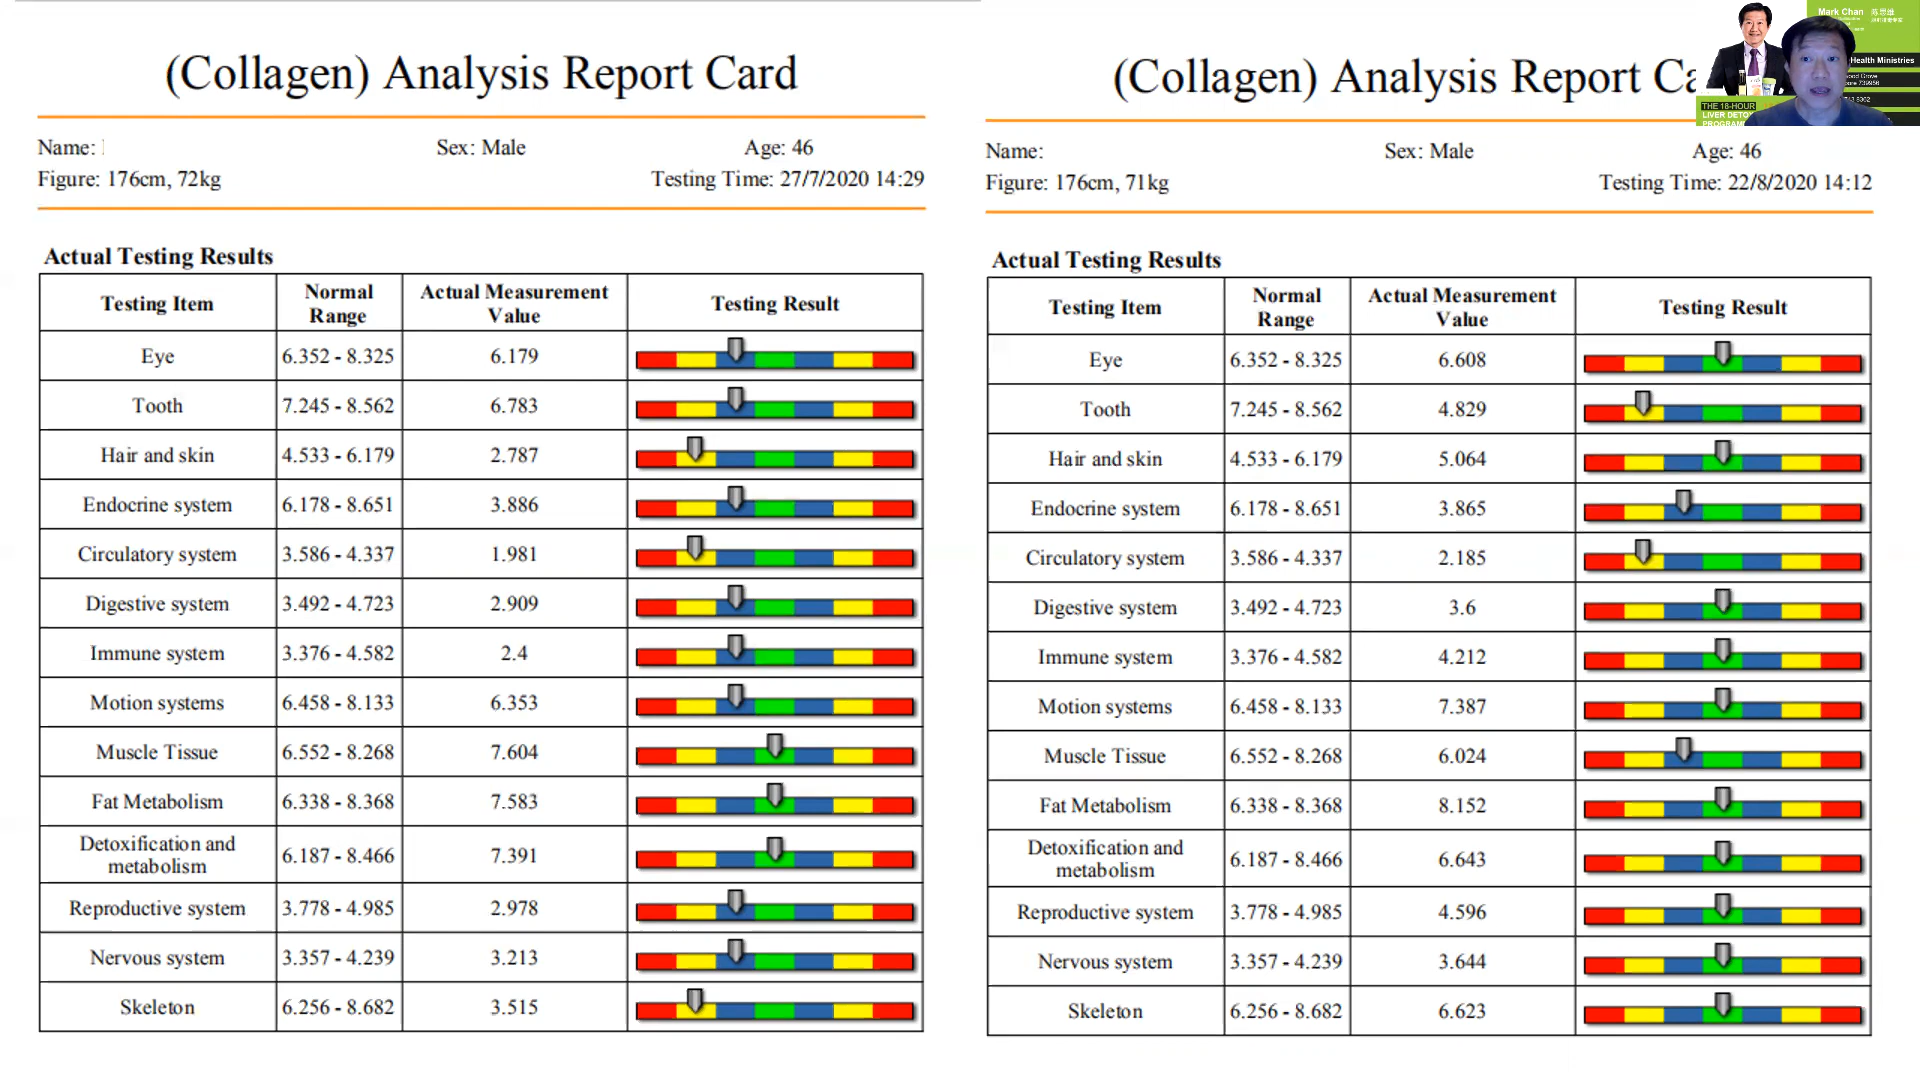 (Collagen) Analysis Report Card
Name:
Sex: Male
Age: 46
Figure: 176cm, 72kg
Testing Time: 27/7/2020 14:29
Actual Testing Results
Testing Item | Normal Range | Actual Measurement Value | Testing Result
Eye 6.352 - 8.325 6.179
Tooth 7.245 - 8.562 6.783
Hair and skin 4.533 - 6.179 2.787
Endocrine system 6.178 - 8.651 3.886
Circulatory system 3.586 - 4.337 1.981
Digestive system 3.492 - 4.723 2.909
Immune system 3.376 - 4.582 2.4
Motion systems 6.458 - 8.133 6.353
Muscle Tissue 6.552 - 8.268 7.604
Fat Metabolism 6.338 - 8.368 7.583
Detoxification and metabolism 6.187 - 8.466 7.391
Reproductive system 3.778 - 4.985 2.978
Nervous system 3.357 - 4.239 3.213
Skeleton 6.256 - 8.682 3.515
(Collagen) Analysis Report Ca
Name:
Sex: Male
Age: 46
Figure: 176cm, 71kg
Testing Time: 22/8/2020 14:12
Actual Testing Results
Testing Item | Normal Range | Actual Measurement Value | Testing Result
Eye 6.352 - 8.325 6.608
Tooth 7.245 - 8.562 4.829
Hair and skin 4.533 - 6.179 5.064
Endocrine system 6.178 - 8.651 3.865
Circulatory system 3.586 - 4.337 2.185
Digestive system 3.492 - 4.723 3.6
Immune system 3.376 - 4.582 4.212
Motion systems 6.458 - 8.133 7.387
Muscle Tissue 6.552 - 8.268 6.024
Fat Metabolism 6.338 - 8.368 8.152
Detoxification and metabolism 6.187 - 8.466 6.643
Reproductive system 3.778 - 4.985 4.596
Nervous system 3.357 - 4.239 3.644
Skeleton 6.256 - 8.682 6.623
Mark Chan 陈思维
Health Ministries
THE 18-HOUR
LIVER DETO
PROGRAM